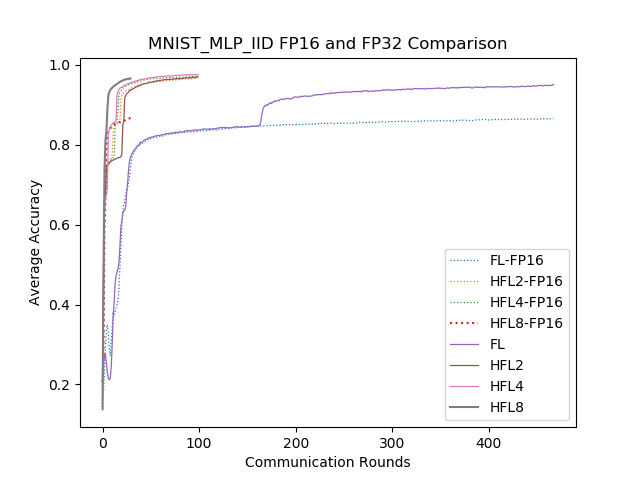 MNIST_MLP_IID FP16 and FP32 Comparison
1.0
0.8
0.6
0.4
0.2
Average Accuracy
FL-FP16
HFL2-FP16
HFL4-FP16
HFL8-FP16
FL
HFL2
HFL4
HFL8
0 100 200 300 400
Communication Rounds